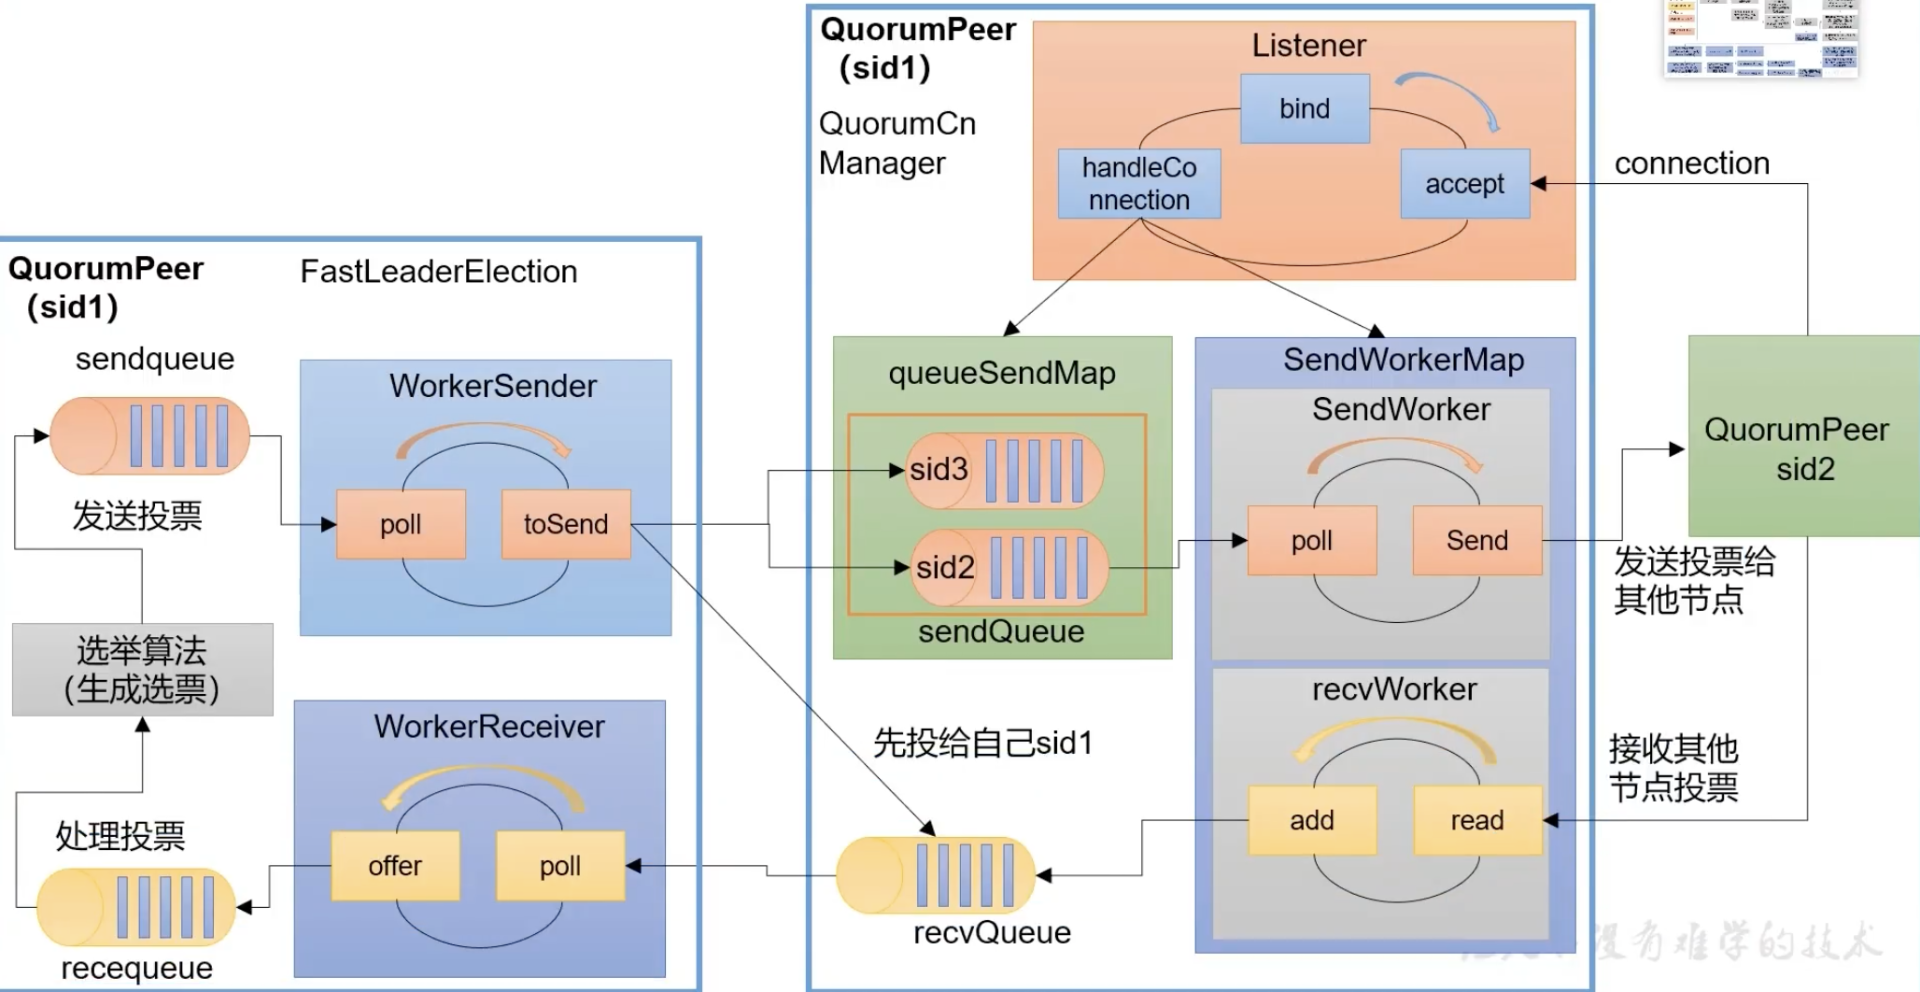 QuorumPeer
（sid1）
FastLeaderElection
sendqueue
发送投票
WorkerSender
poll
toSend
选举算法
（生成选票）
WorkerReceiver
offer
poll
处理投票
recequeue
QuorumPeer
（sid1）
QuorumCn
Manager
Listener
bind
handleCo
nnection
accept
connection
queueSendMap
sid3
sid2
sendQueue
SendWorkerMap
SendWorker
poll
Send
recvWorker
add
read
先投给自己sid1
recvQueue
QuorumPeer
sid2
发送投票给
其他节点
接收其他
节点投票
没有难学的技术